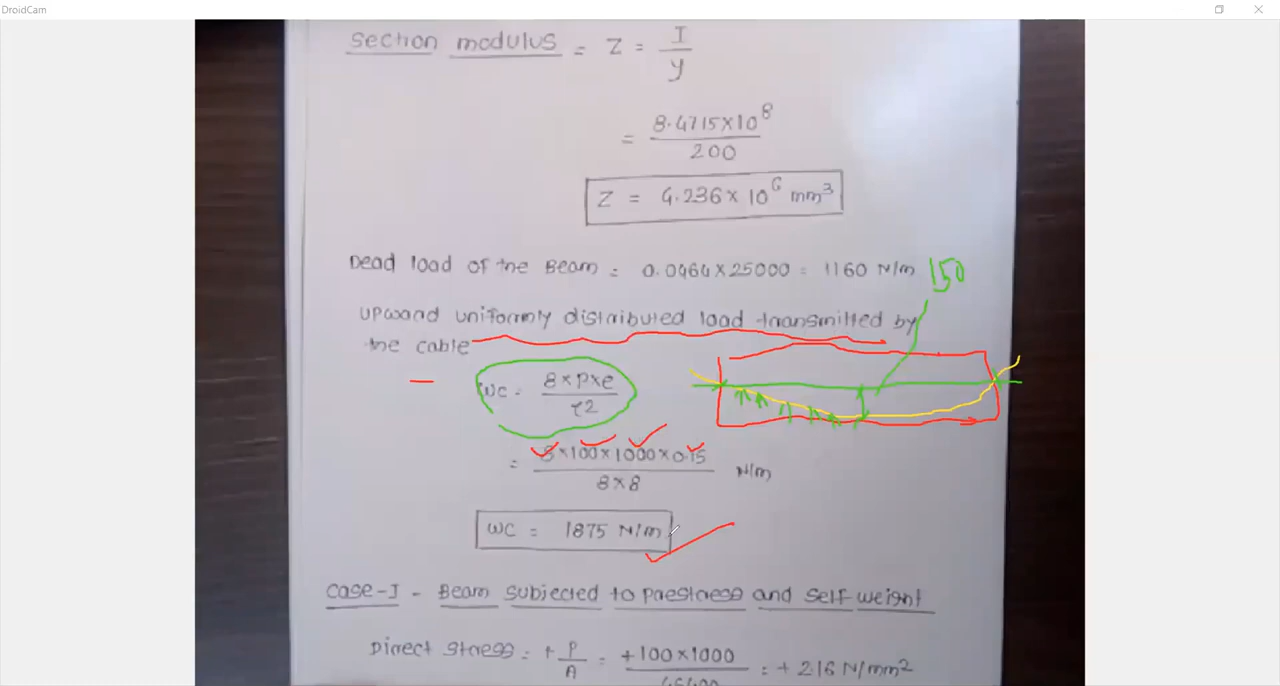 DroidCam
Section modulus = Z = I / y
= 8.4715×10^8 / 200
Z = 4.236 × 10^6 mm^3
Dead load of the Beam = 0.0464×25000 = 1160 N/m
150
upward uniformly distributed load transmitted by
the cable
wc = 8×P×e / l2
= 8×100×1000×0.15 / 8×8 N/m
wc = 1875 N/m
Case-I - Beam subjected to Prestress and self weight
Direct stress = + P/A = +100×1000 / 46400 = + 2.16 N/mm^2